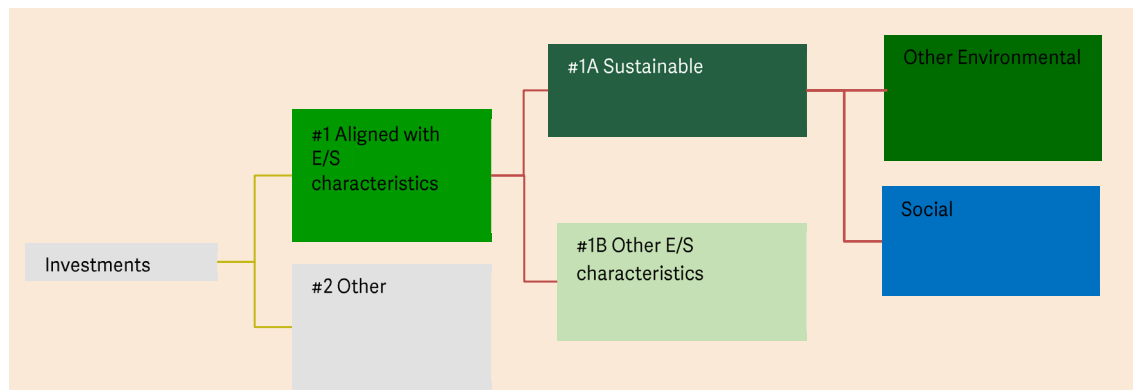 Investments
#1 Aligned with
E/S
characteristics
#2 Other
#1A Sustainable
#1B Other E/S
characteristics
Other Environmental
Social